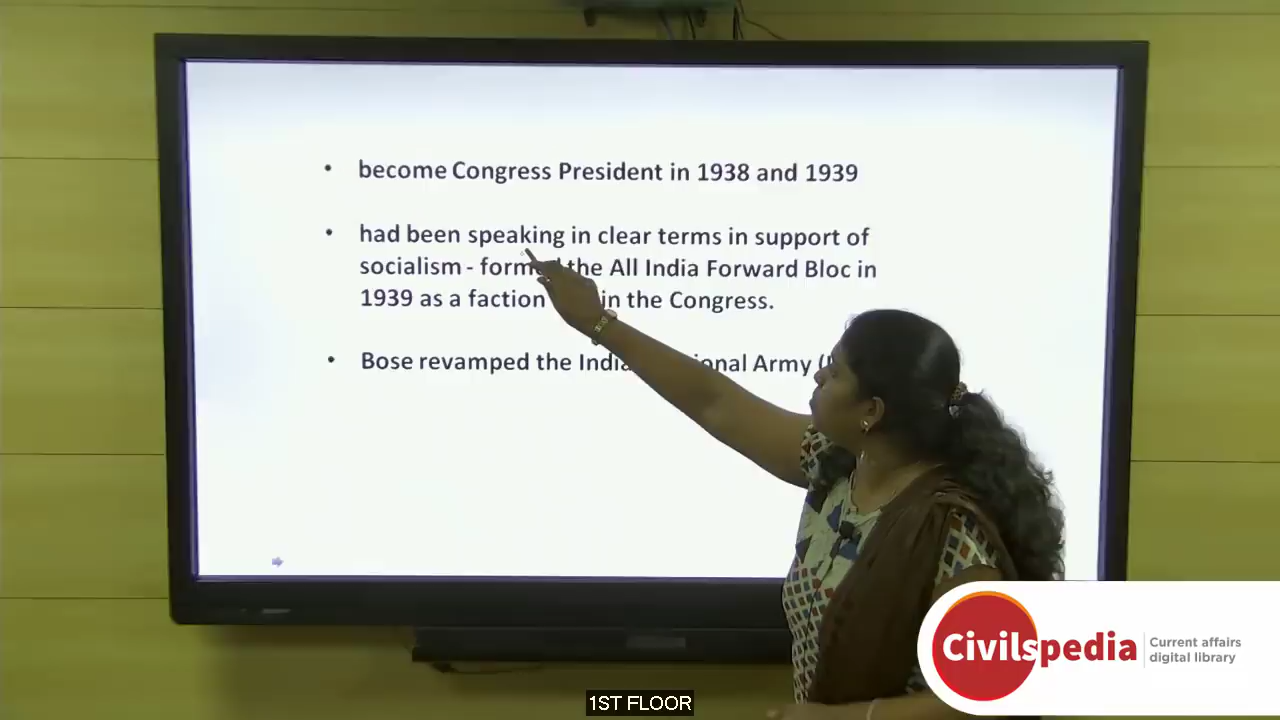 • become Congress President in 1938 and 1939
• had been speaking in clear terms in support of
socialism - the All India Forward Bloc in
1939 as a faction in the Congress.
• Bose revamped the Army
Civilspedia
Current affairs
digital library
1ST FLOOR